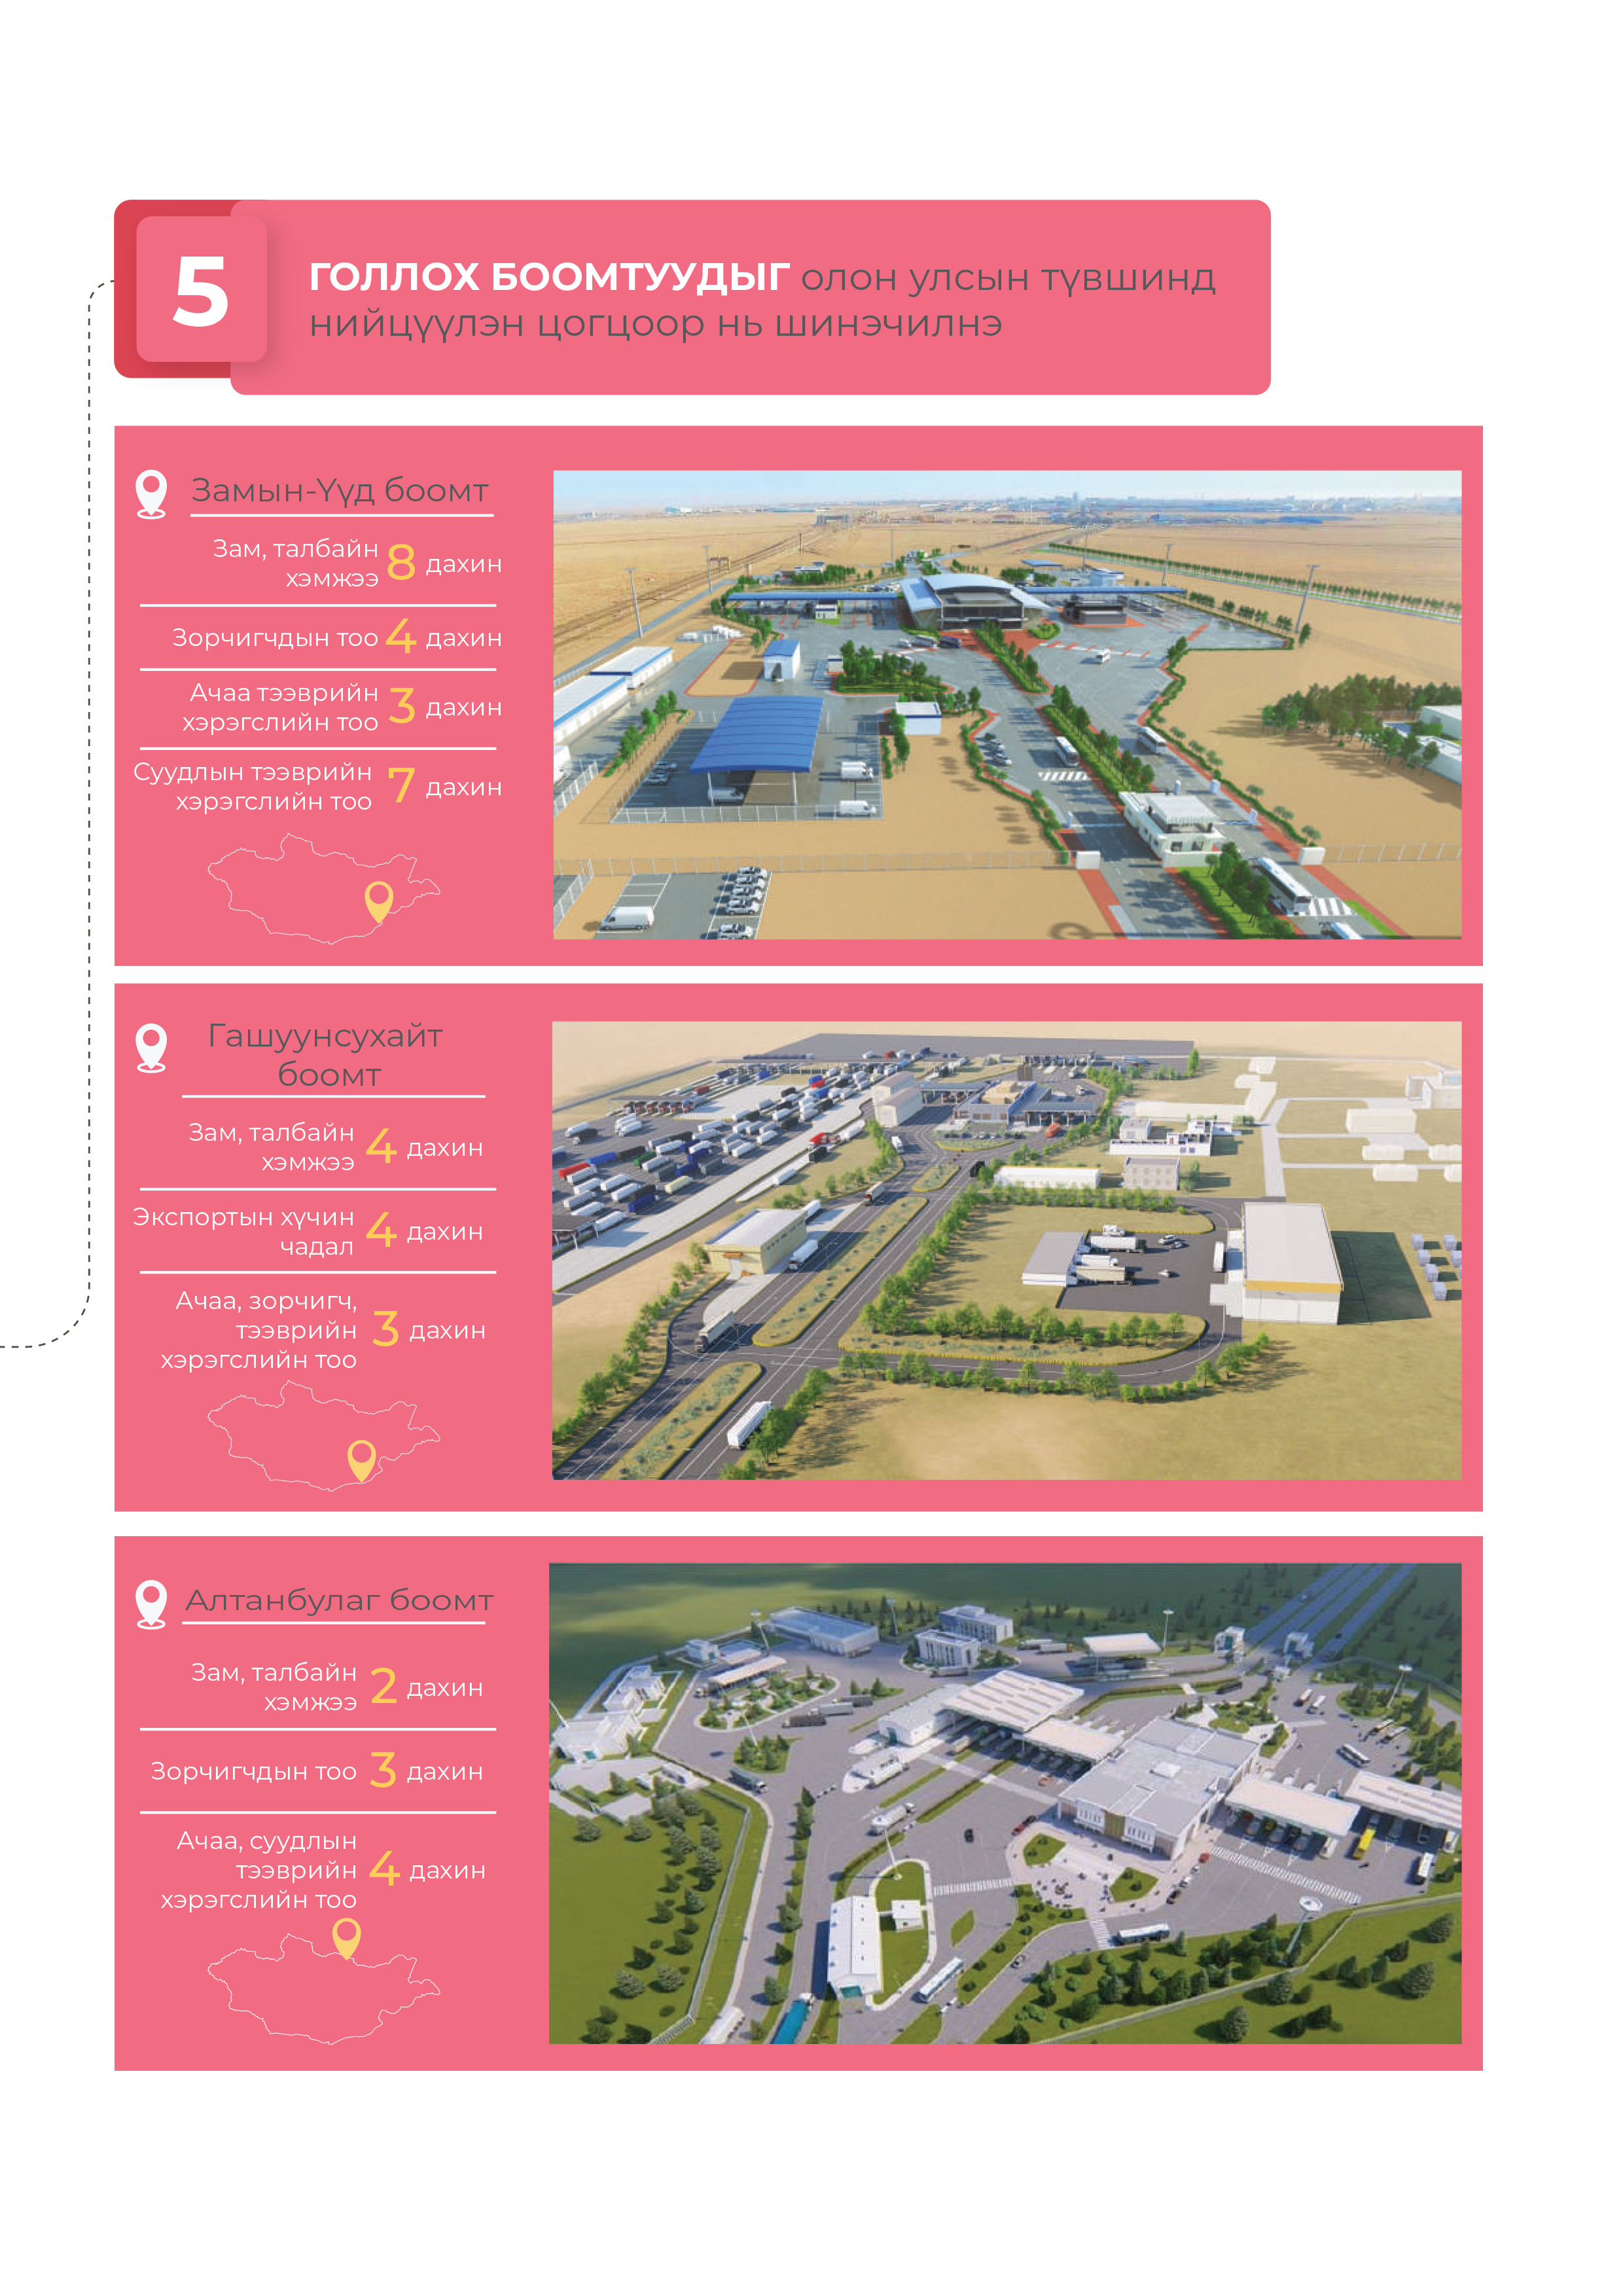 5
ГОЛЛОХ БООМТУУДЫГ олон улсын түвшинд
нийцүүлэн цогцоор нь шинэчилнэ
Замын-Үүд боомт
Зам, талбайн
хэмжээ 8 дахин
Зорчигчдын тоо 4 дахин
Ачаа тээврийн
хэрэгслийн тоо 3 дахин
Суудлын тээврийн
хэрэгслийн тоо 7 дахин
Гашуунсухайт
боомт
Зам, талбайн
хэмжээ 4 дахин
Экспортын хүчин
чадал 4 дахин
Ачаа, зорчигч,
тээврийн 3 дахин
хэрэгслийн тоо
Алтанбулаг боомт
Зам, талбайн
хэмжээ 2 дахин
Зорчигчдын тоо 3 дахин
Ачаа, суудлын
тээврийн 4 дахин
хэрэгслийн тоо